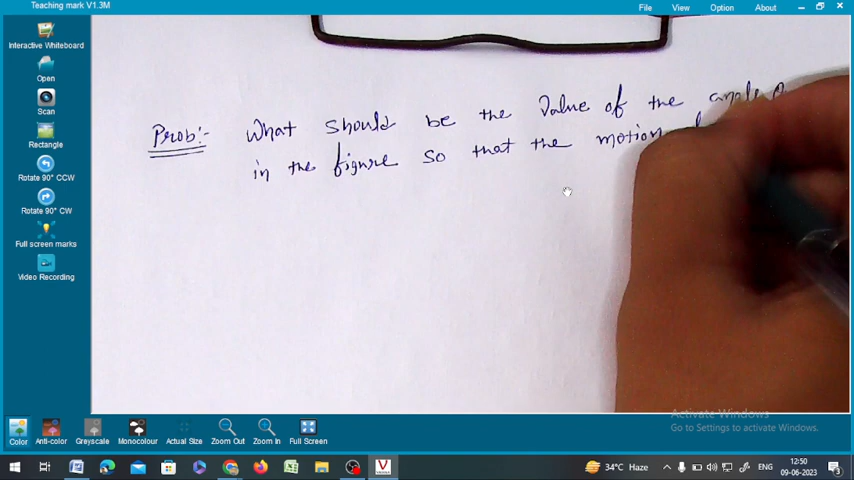 Teaching mark V1.3M
File View Option About
Interactive Whiteboard
Open
Scan
Rectangle
Rotate 90° CCW
Rotate 90° CW
Full screen marks
Video Recording
Prob:- What should be the value of the angle θ
in the figure so that the motion
Activate Windows
Go to Settings to activate Windows.
Color Anti-color Greyscale Monocolour Actual Size Zoom Out Zoom In Full Screen
34°C Haze ENG 12:50
09-06-2023